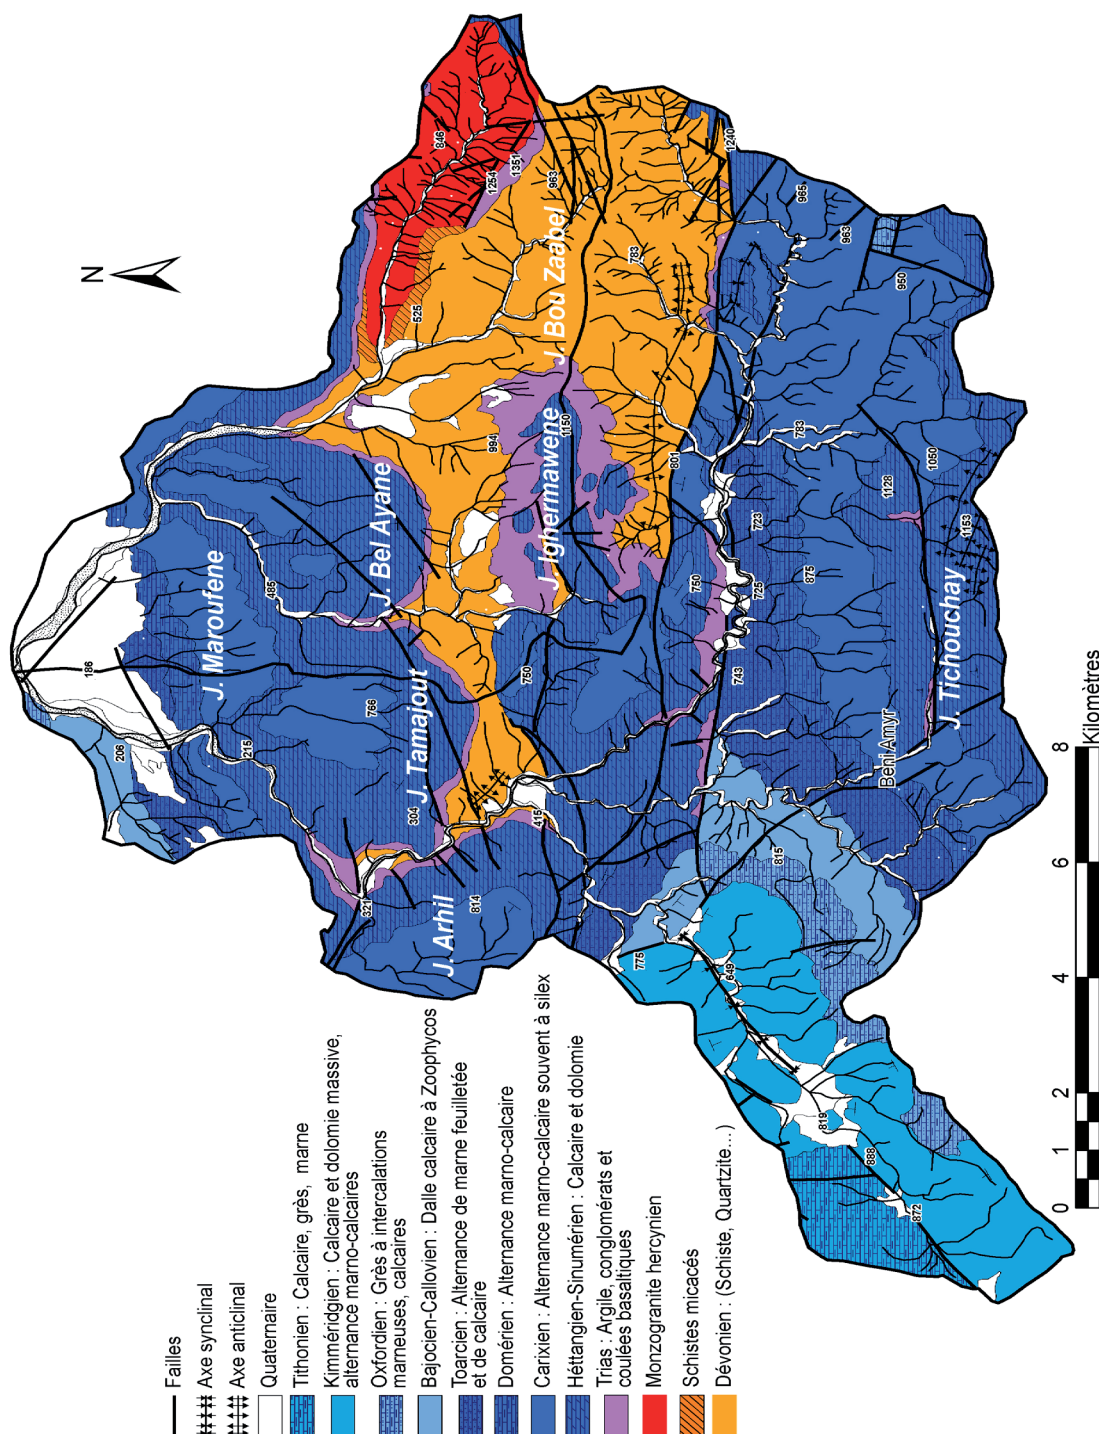 Failles
Axe synclinal
Axe anticlinal
Quaternaire
Tithonien : Calcaire, grès, marne
Kimméridgien : Calcaire et dolomie massive,
alternance marno-calcaires
Oxfordien : Grès à intercalations
marneuses, calcaires
Bajocien-Callovien : Dalle calcaire à Zoophycos
Toarcien : Alternance de marne feuilletée
et de calcaire
Domérien : Alternance marno-calcaire
Carixien : Alternance marno-calcaire souvent à silex
Héttangien-Sinumérien : Calcaire et dolomie
Trias : Argile, conglomérats et
coulées basaltiques
Monzogranite hercynien
Schistes micacés
Dévonien : (Schiste, Quartzite...)
N
J. Maroufene
J. Bel Ayane
J. Tamajout
J. Arhil
J. Ighermawene
J. Bou Zaabel
J. Tichouchay
Beni Amyr
186
206
215
485
766
304
321
814
415
750
994
1150
525
846
1254
1351
963
783
1240
965
963
950
801
750
723
725
743
875
783
1128
1050
1153
815
775
649
819
888
872
0
1
2
4
6
8
Kilomètres